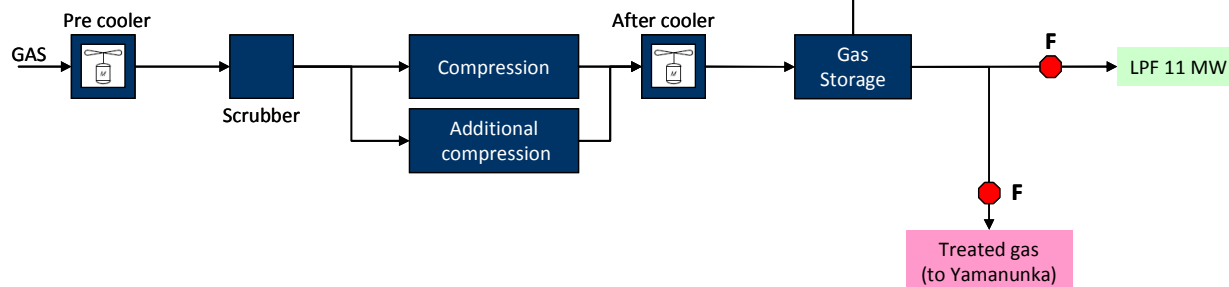 Pre cooler
After cooler
GAS
M
Scrubber
Compression
Additional
compression
M
Gas
Storage
F
LPF 11 MW
F
Treated gas
(to Yamanunka)